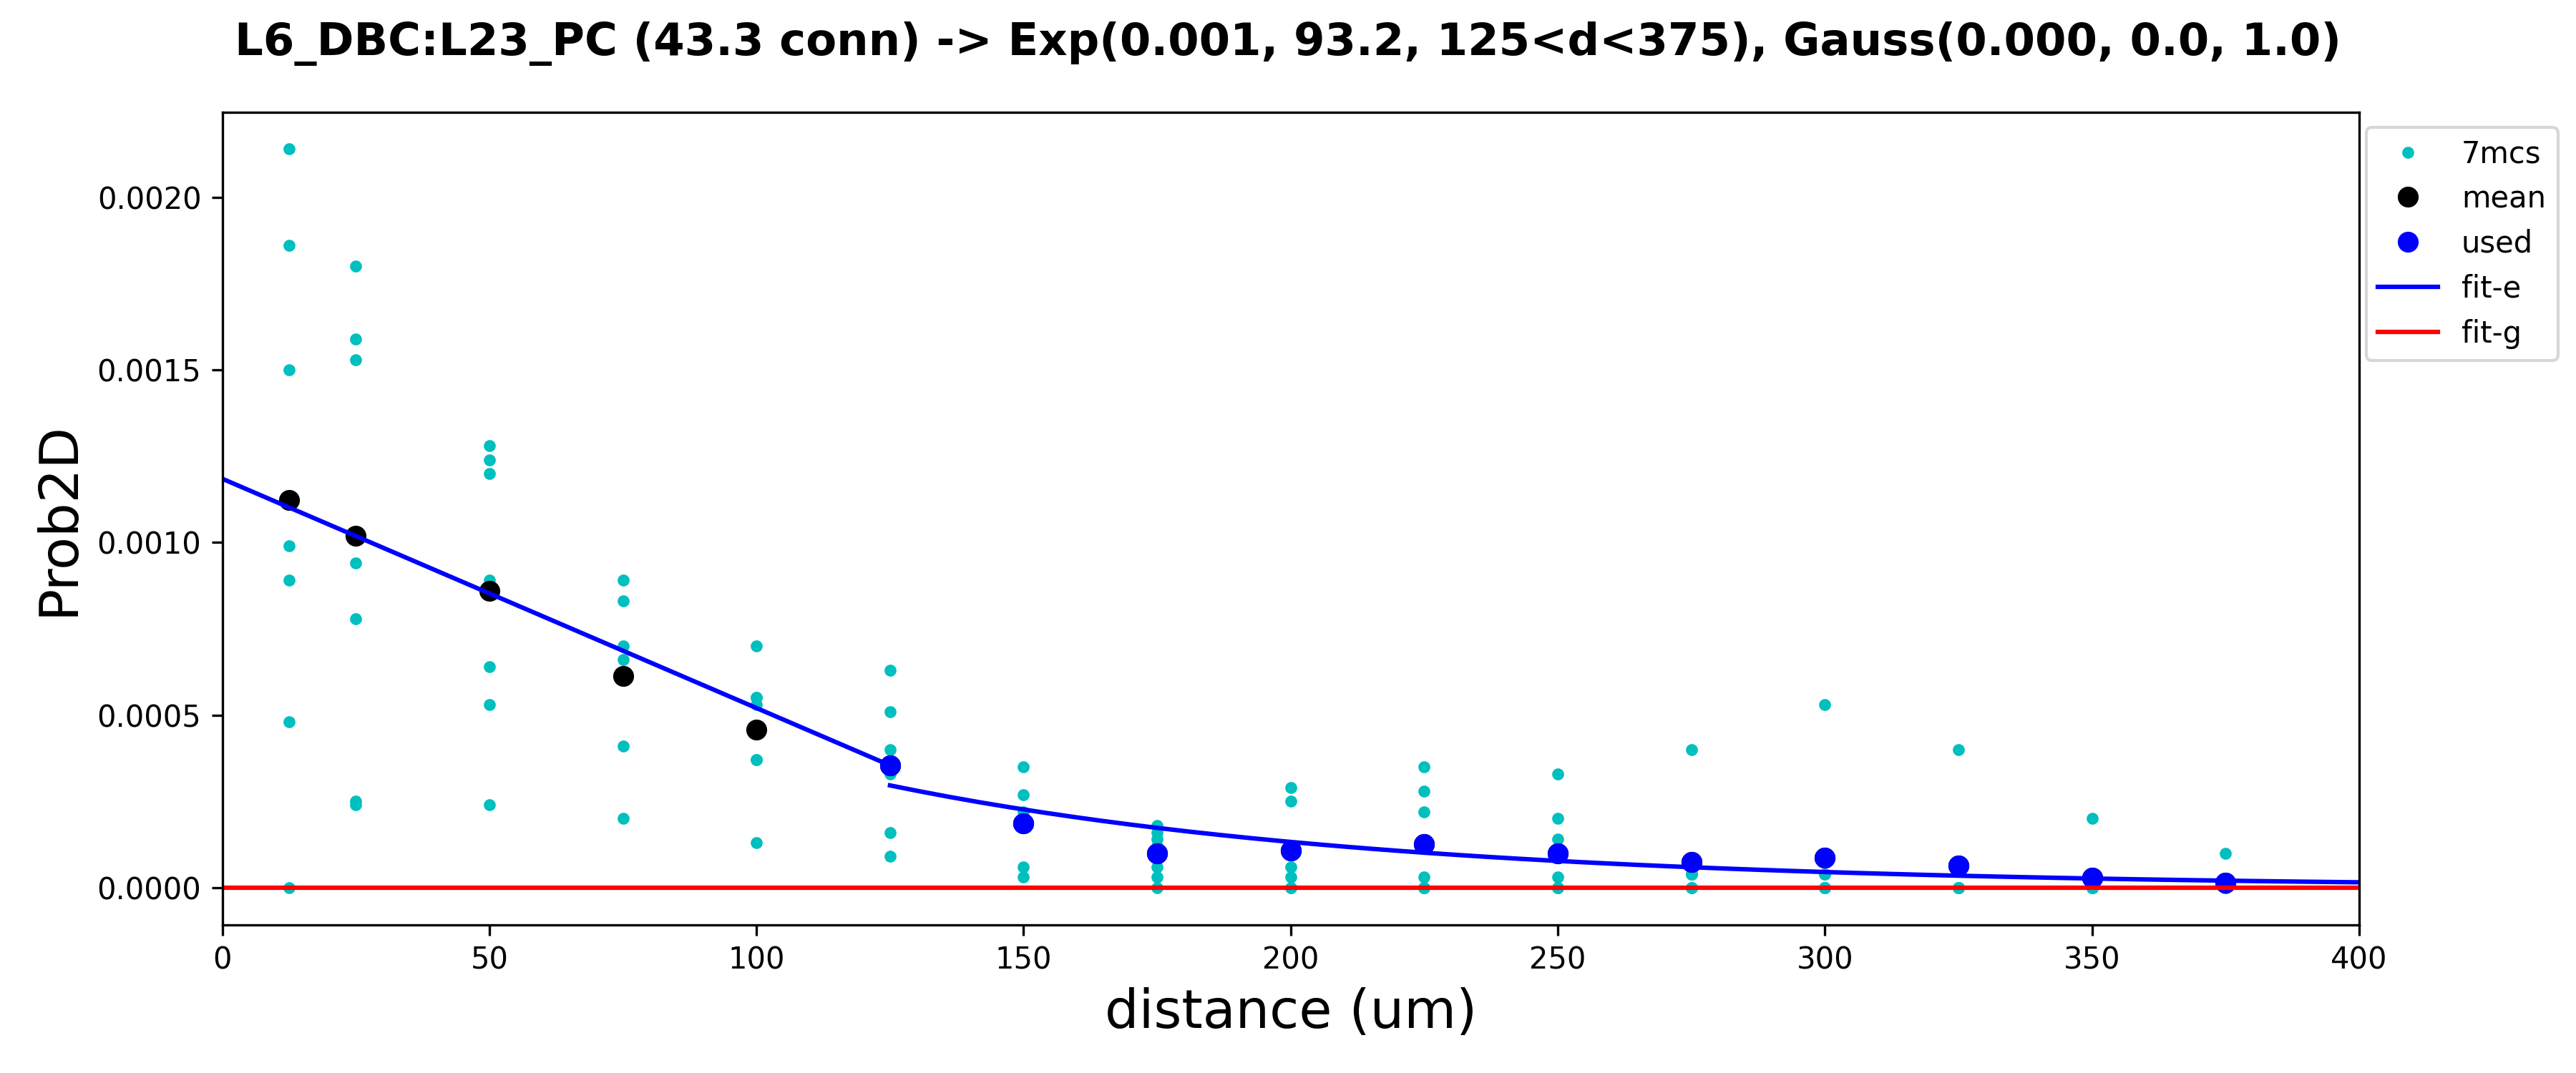 L6_DBC:L23_PC (43.3 conn) -> Exp(0.001, 93.2, 125<d<375), Gauss(0.000, 0.0, 1.0)
7mcs
mean
used
fit-e
fit-g
Prob2D
0.0020
0.0015
0.0010
0.0005
0.0000
0 50 100 150 200 250 300 350 400
distance (um)